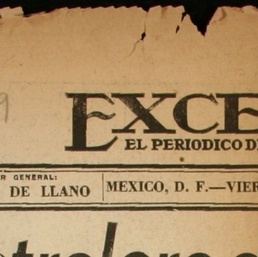 EXCE
EL PERIODICO D
R GENERAL:
DE LLANO
MEXICO, D. F.—VIER